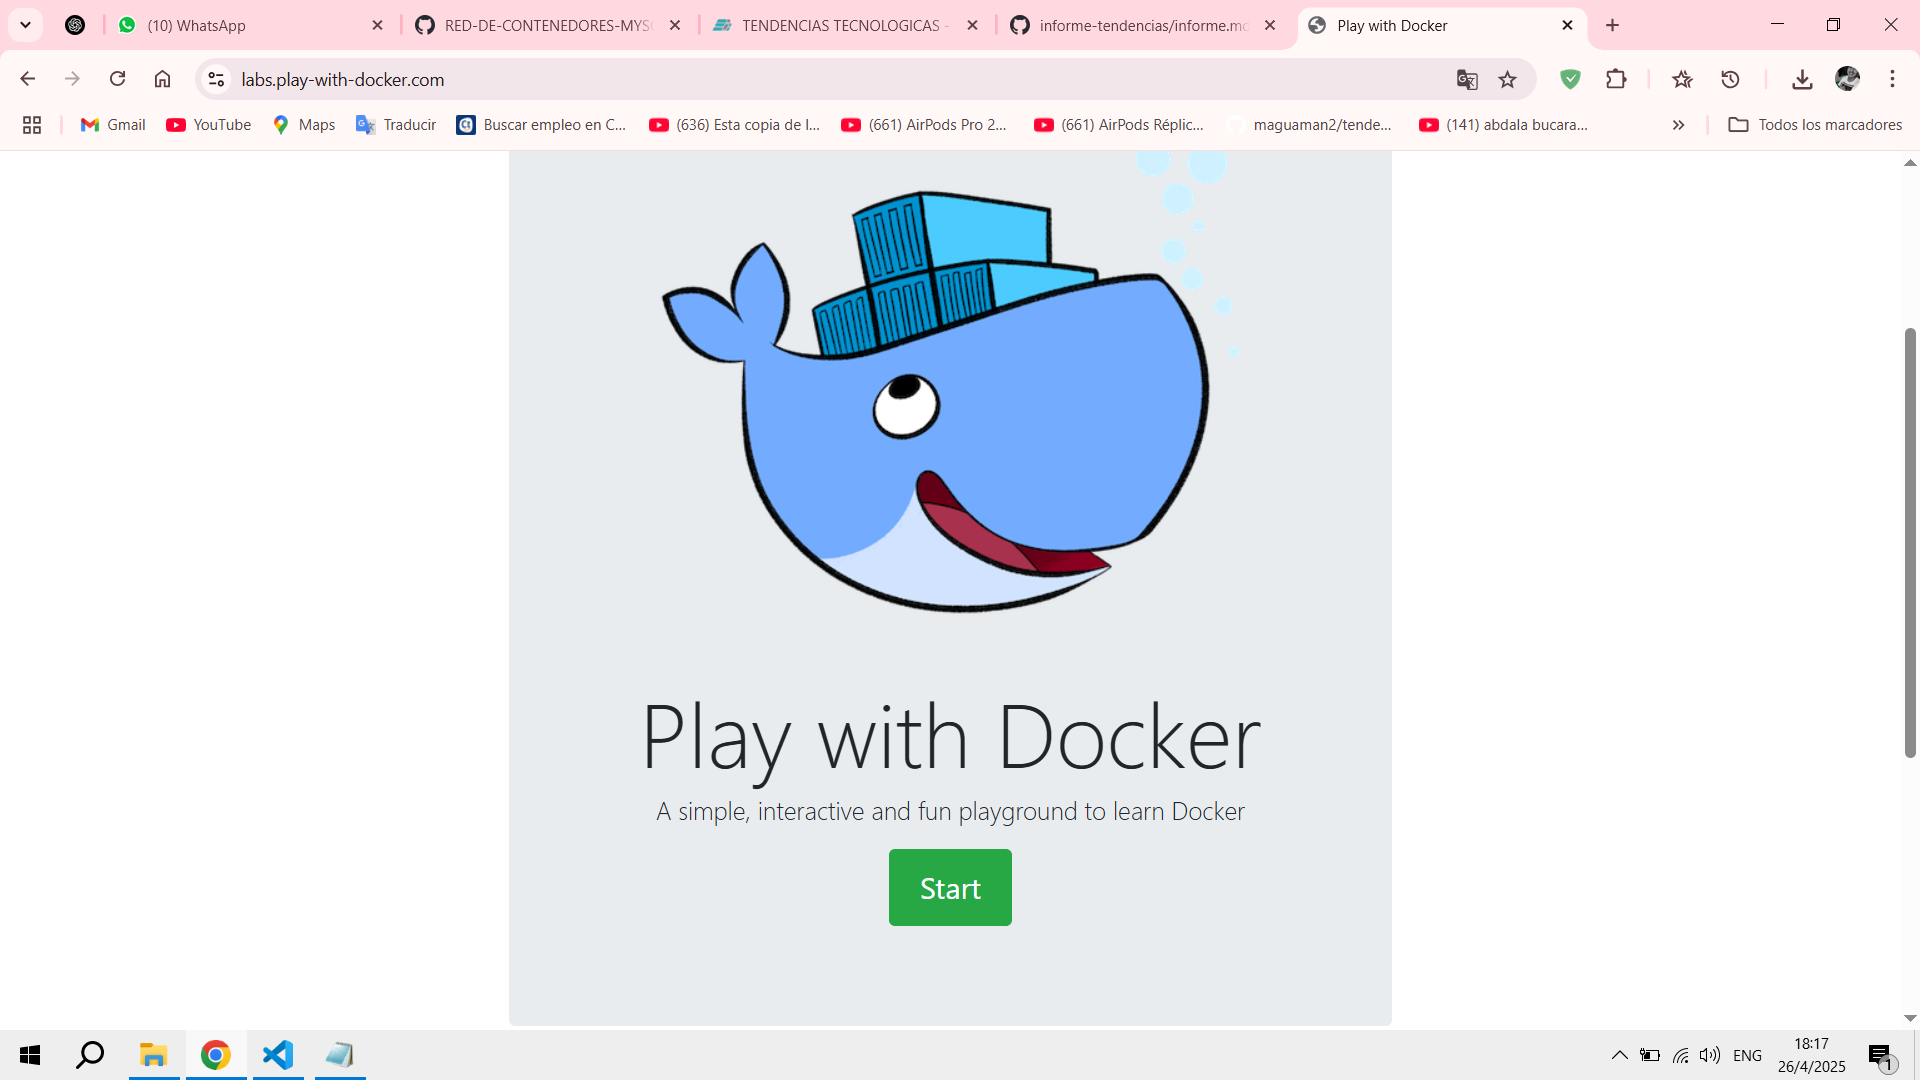 (10) WhatsApp
RED-DE-CONTENEDORES-MYS
TENDENCIAS TECNOLOGICAS -
informe-tendencias/informe.mc
Play with Docker
labs.play-with-docker.com
Gmail
YouTube
Maps
Traducir
Buscar empleo en C...
(636) Esta copia de l...
(661) AirPods Pro 2...
(661) AirPods Réplic...
maguaman2/tende...
(141) abdala bucara...
Todos los marcadores
Play with Docker
A simple, interactive and fun playground to learn Docker
Start
ENG
18:17
26/4/2025
1